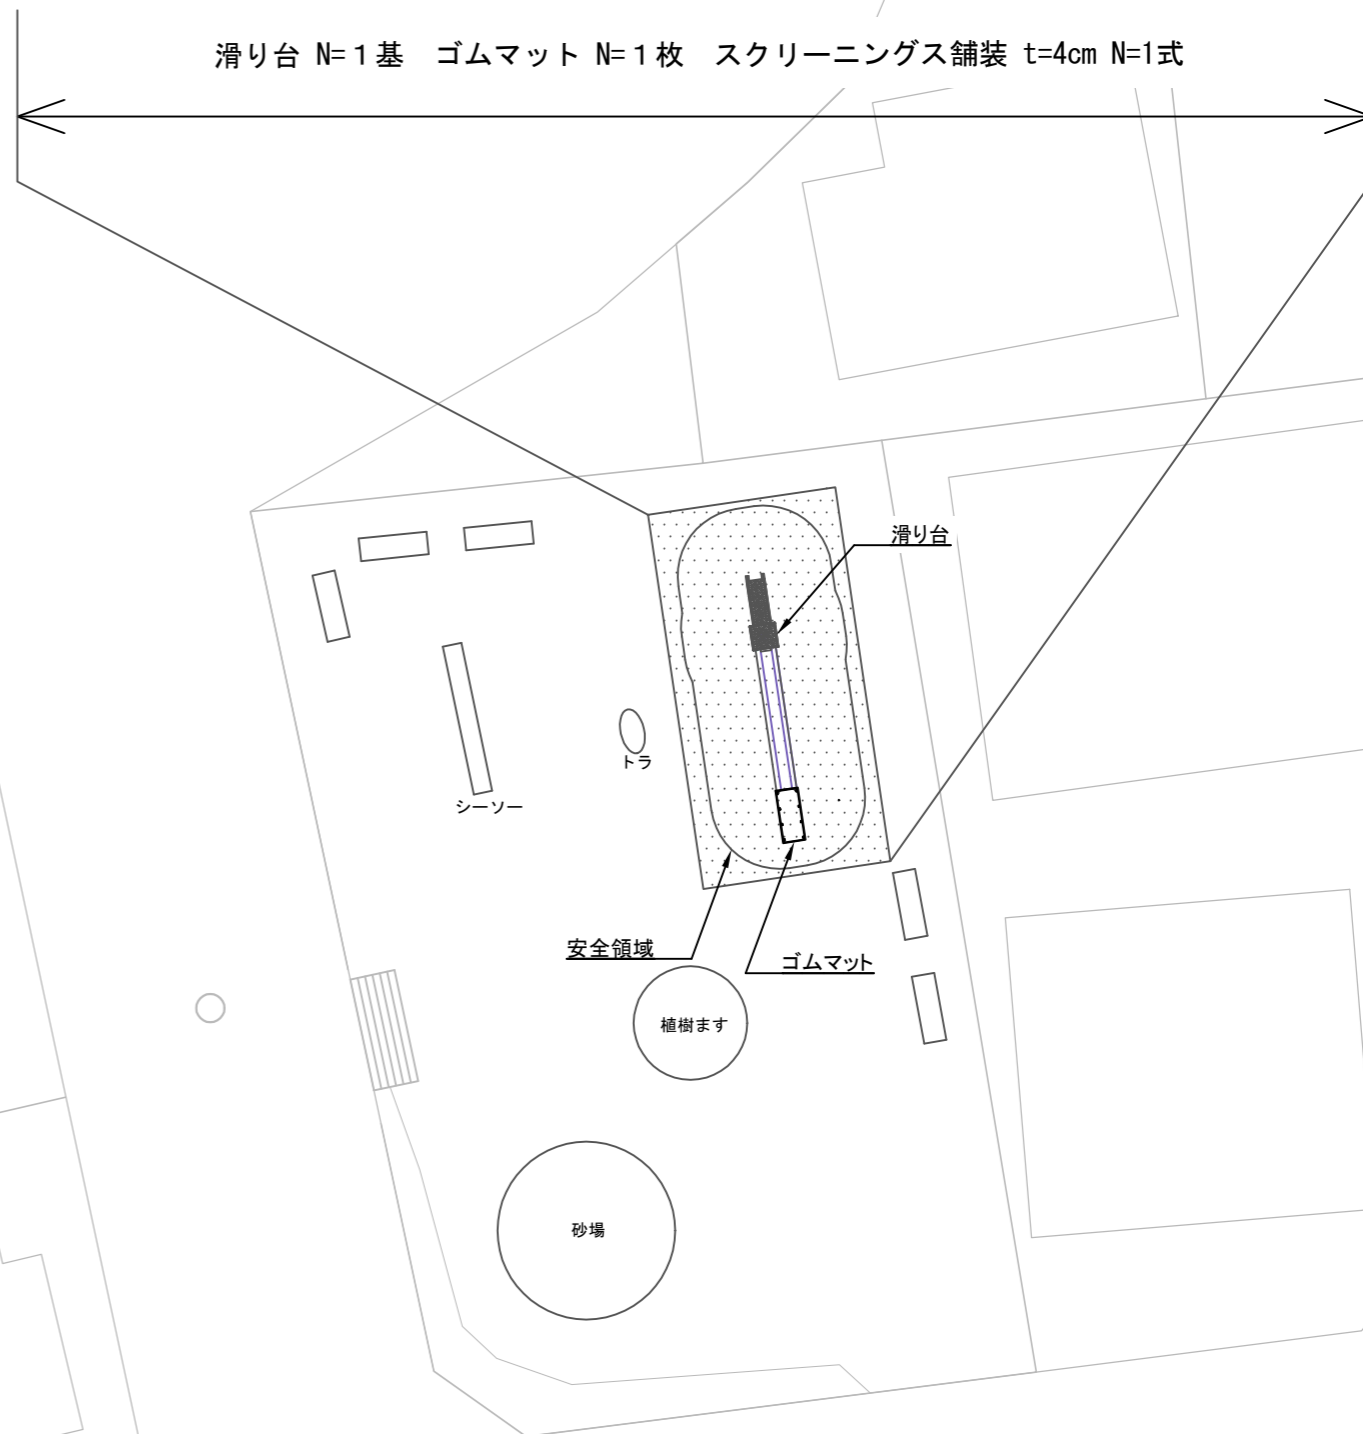 滑り台 N=１基　ゴムマット N=１枚　スクリーニングス舗装 t=4cm N=1式
滑り台
トラ
シーソー
安全領域
ゴムマット
植樹ます
砂場